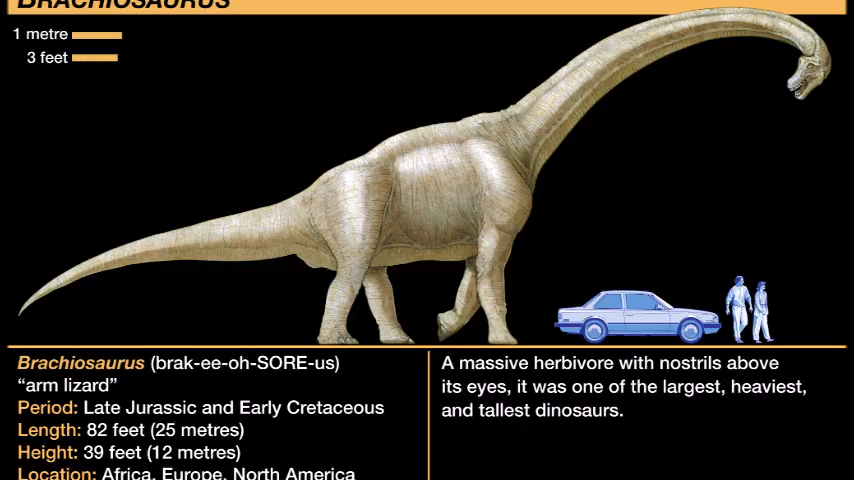 BRACHIOSAURUS
1 metre
3 feet
Brachiosaurus (brak-ee-oh-SORE-us)
“arm lizard”
Period: Late Jurassic and Early Cretaceous
Length: 82 feet (25 metres)
Height: 39 feet (12 metres)
Location: Africa, Europe, North America
A massive herbivore with nostrils above
its eyes, it was one of the largest, heaviest,
and tallest dinosaurs.